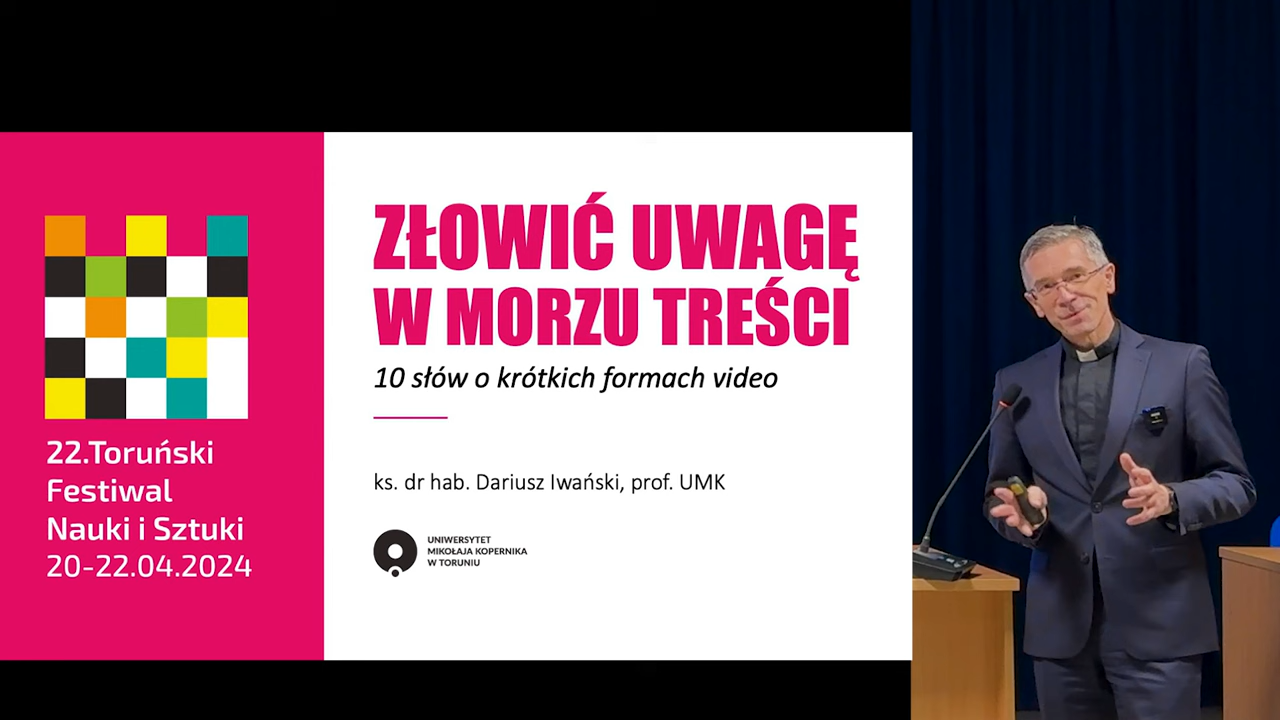 22.Toruński
Festiwal
Nauki i Sztuki
20-22.04.2024
ZŁOWIĆ UWAGĘ
W MORZU TREŚCI
10 słów o krótkich formach video
ks. dr hab. Dariusz Iwański, prof. UMK
UNIWERSYTET
MIKOŁAJA KOPERNIKA
W TORUNIU